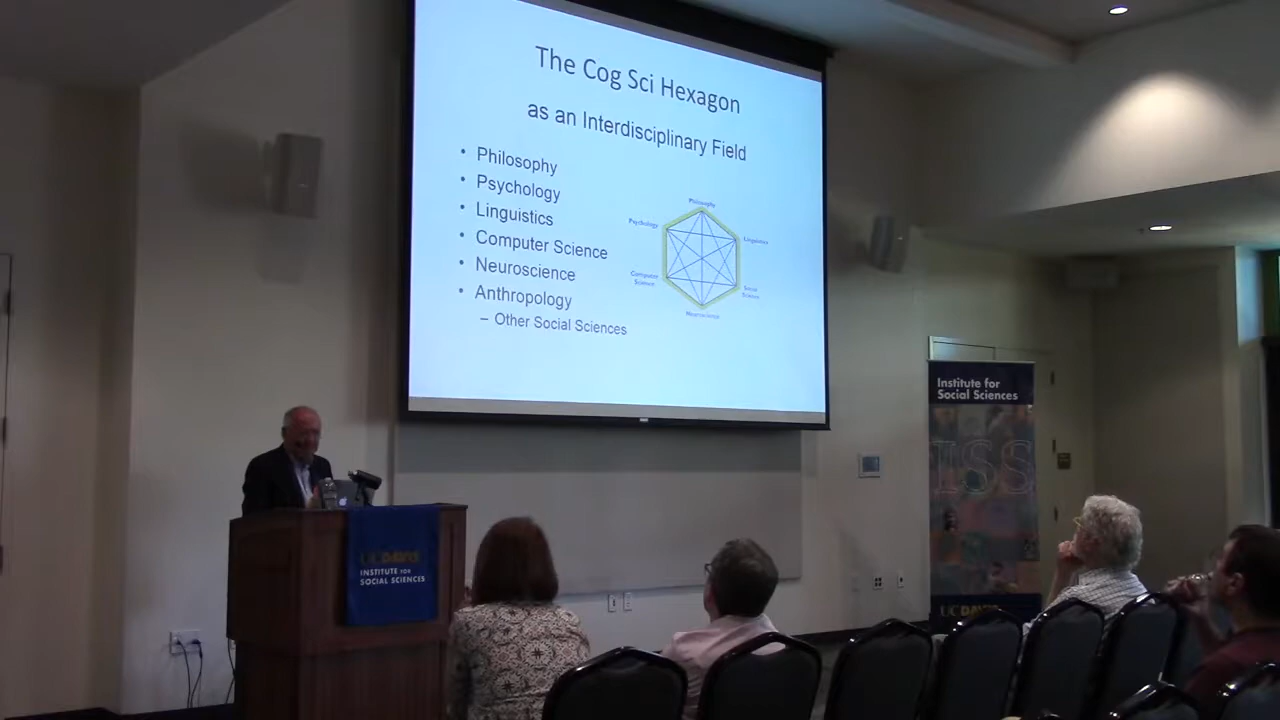 The Cog Sci Hexagon
as an Interdisciplinary Field
• Philosophy
• Psychology
• Linguistics
• Computer Science
• Neuroscience
• Anthropology
– Other Social Sciences
Philosophy
Psychology
Linguistics
Computer
Science
Social
Science
Neuroscience
Institute for
Social Sciences
ISS
UC DAVIS
UC DAVIS
INSTITUTE FOR
SOCIAL SCIENCES